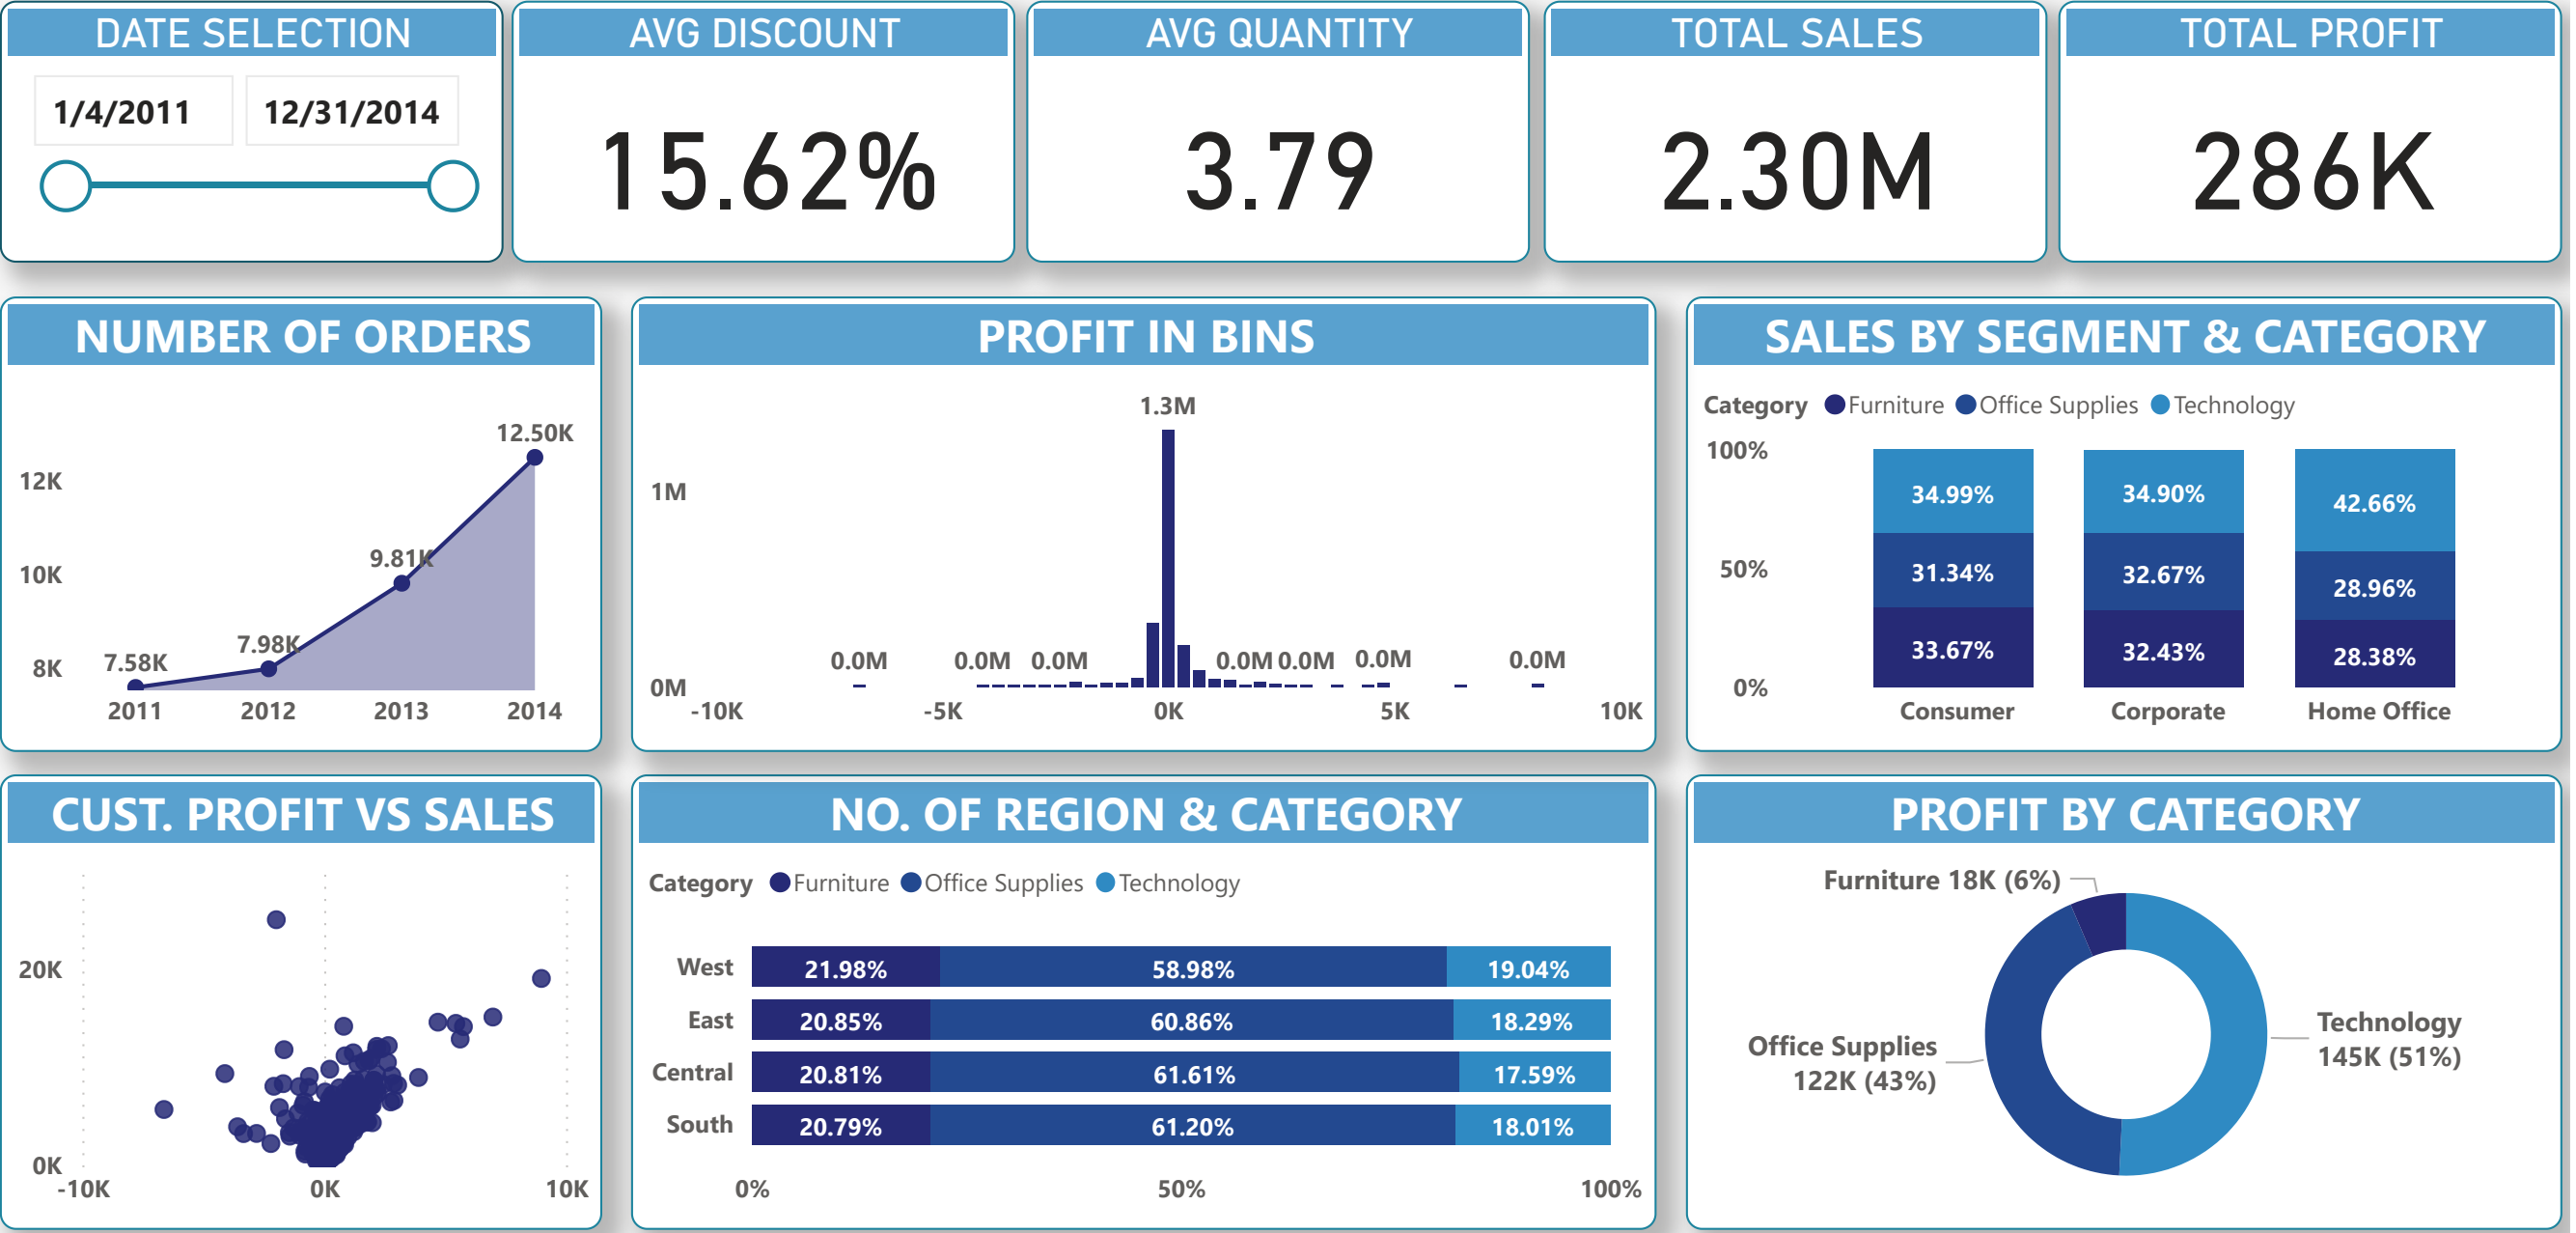 DATE SELECTION
1/4/2011 12/31/2014
AVG DISCOUNT
15.62%
AVG QUANTITY
3.79
TOTAL SALES
2.30M
TOTAL PROFIT
286K
NUMBER OF ORDERS
12.50K
12K
9.81K
10K
7.98K
7.58K
8K
2011 2012 2013 2014
PROFIT IN BINS
1.3M
1M
0.0M 0.0M 0.0M 0.0M 0.0M 0.0M 0.0M
0M
-10K -5K 0K 5K 10K
SALES BY SEGMENT & CATEGORY
Category Furniture Office Supplies Technology
100%
34.99% 34.90% 42.66%
50%
31.34% 32.67% 28.96%
33.67% 32.43% 28.38%
0%
Consumer Corporate Home Office
CUST. PROFIT VS SALES
20K
0K
-10K 0K 10K
NO. OF REGION & CATEGORY
Category Furniture Office Supplies Technology
West 21.98% 58.98% 19.04%
East 20.85% 60.86% 18.29%
Central 20.81% 61.61% 17.59%
South 20.79% 61.20% 18.01%
0% 50% 100%
PROFIT BY CATEGORY
Furniture 18K (6%)
Office Supplies
122K (43%)
Technology
145K (51%)